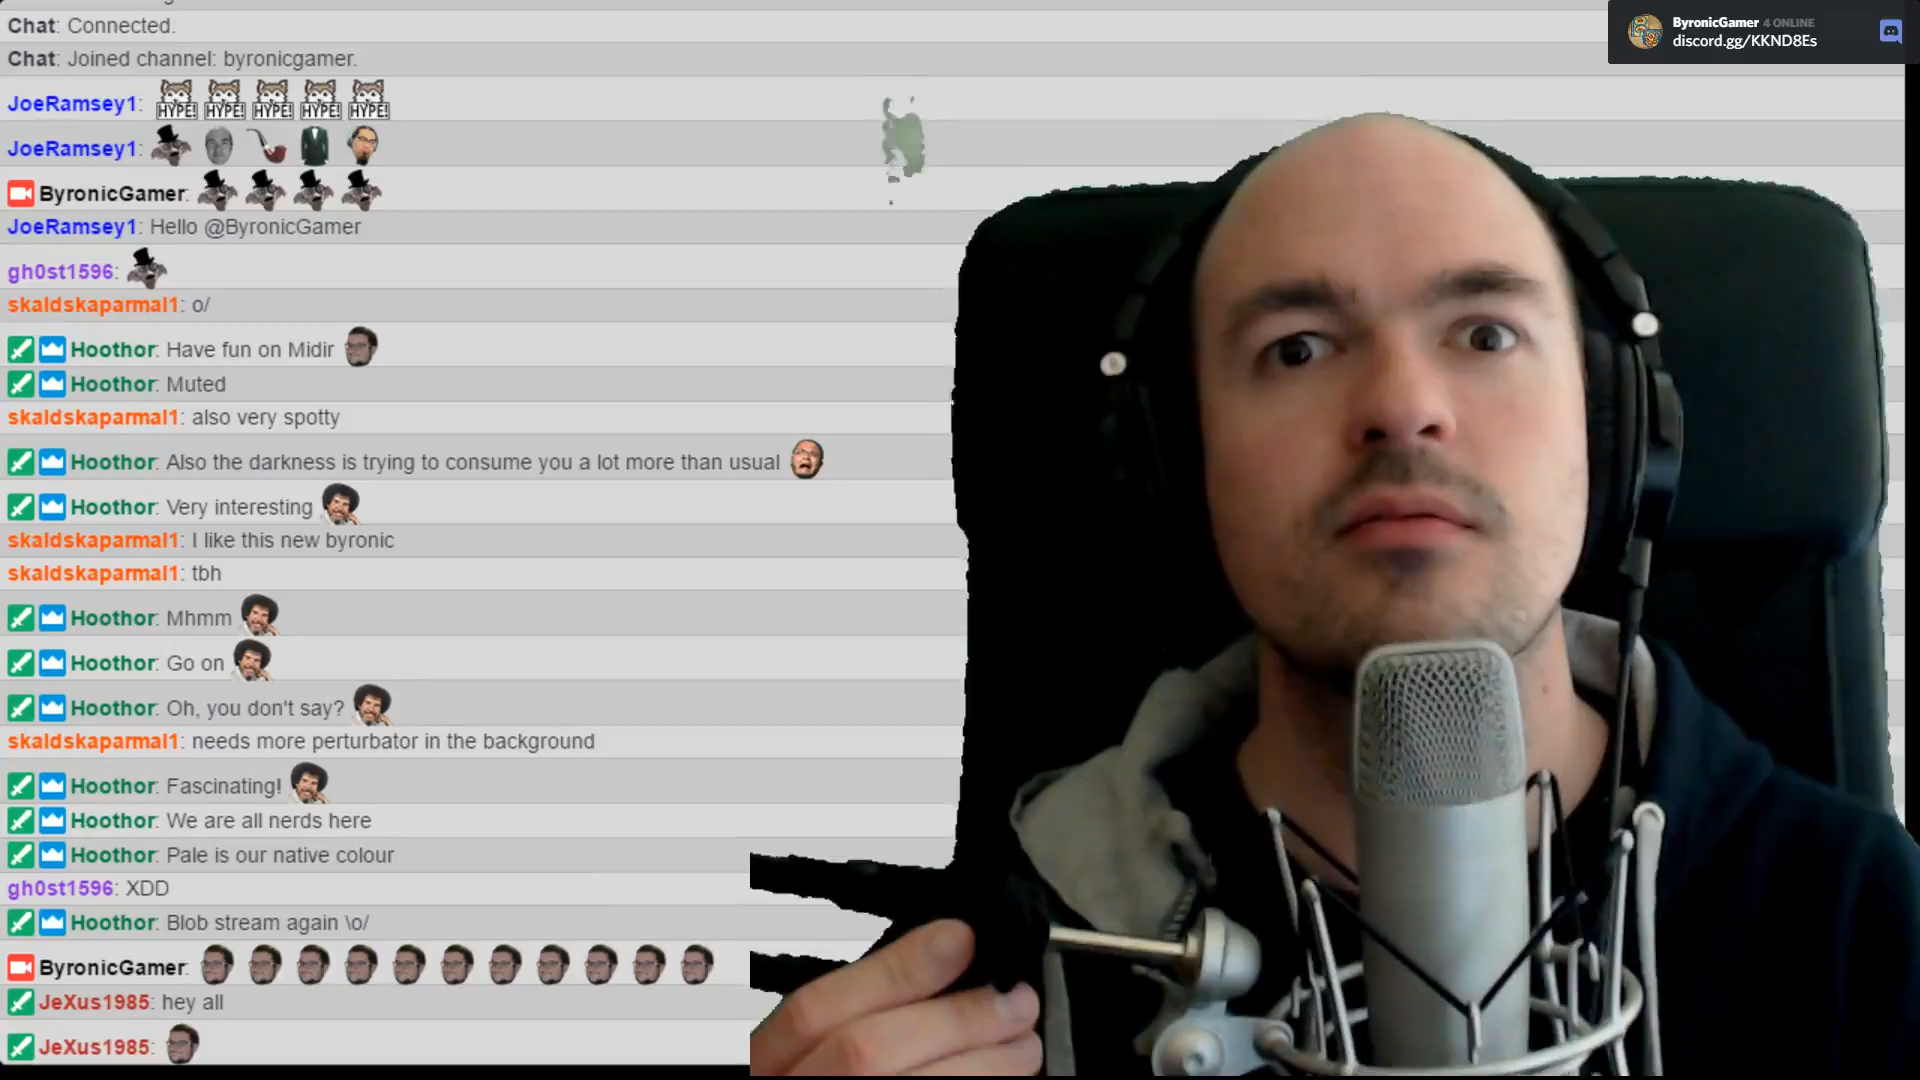 Chat: Connected.
Chat: Joined channel: byronicgamer.
JoeRamsey1: HYPE! HYPE! HYPE! HYPE! HYPE!
JoeRamsey1:
ByronicGamer:
JoeRamsey1: Hello @ByronicGamer
gh0st1596:
skaldskaparmal1: o/
Hoothor: Have fun on Midir
Hoothor: Muted
skaldskaparmal1: also very spotty
Hoothor: Also the darkness is trying to consume you a lot more than usual
Hoothor: Very interesting
skaldskaparmal1: I like this new byronic
skaldskaparmal1: tbh
Hoothor: Mhmm
Hoothor: Go on
Hoothor: Oh, you don't say?
skaldskaparmal1: needs more perturbator in the background
Hoothor: Fascinating!
Hoothor: We are all nerds here
Hoothor: Pale is our native colour
gh0st1596: XDD
Hoothor: Blob stream again \o/
ByronicGamer:
JeXus1985: hey all
JeXus1985:
ByronicGamer 4 ONLINE
discord.gg/KKND8Es